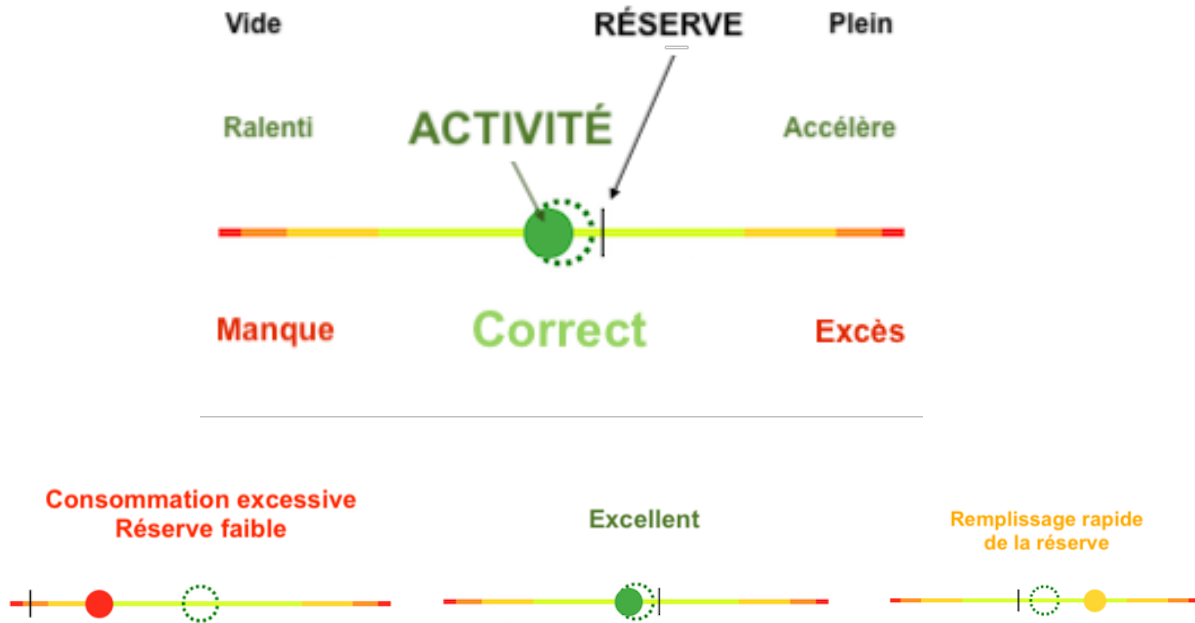 Vide RÉSERVE Plein
Ralenti ACTIVITÉ Accélère
Manque Correct Excès
Consommation excessive
Réserve faible
Excellent
Remplissage rapide
de la réserve